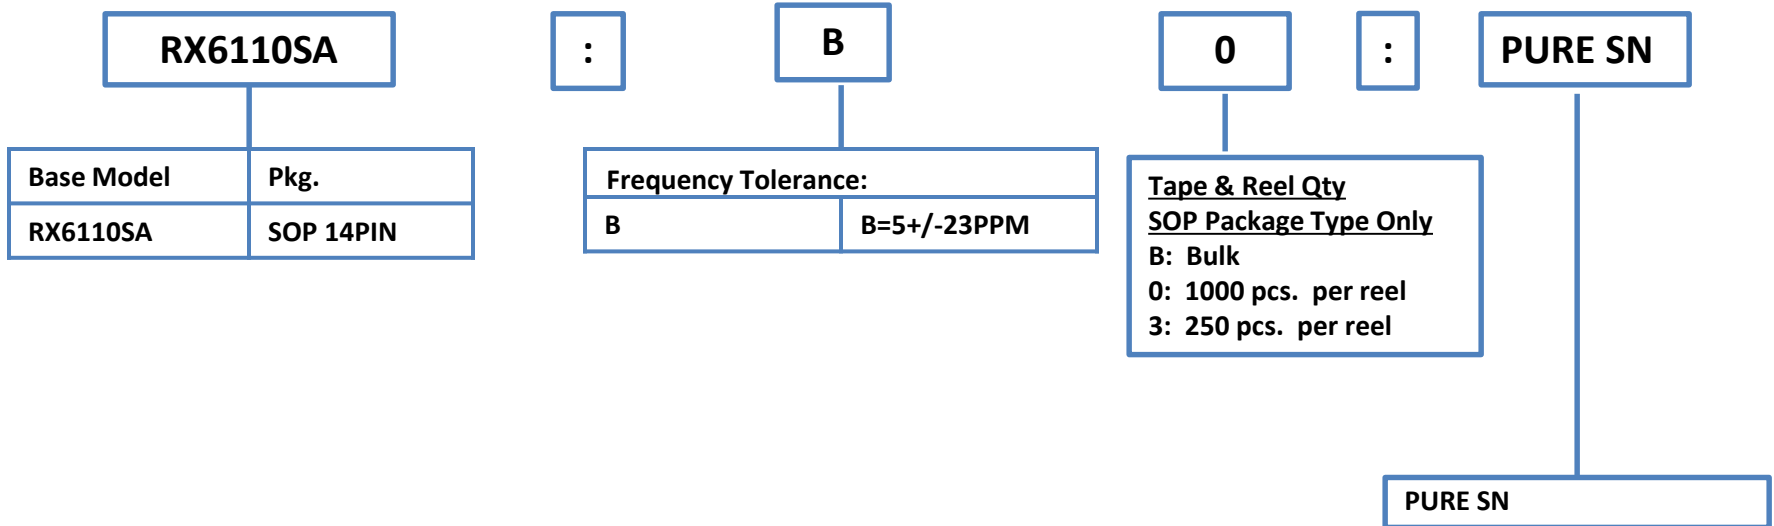 RX6110SA : B 0 : PURE SN
Base Model Pkg.
RX6110SA SOP 14PIN
Frequency Tolerance:
B B=5+/-23PPM
Tape & Reel Qty
SOP Package Type Only
B: Bulk
0: 1000 pcs. per reel
3: 250 pcs. per reel
PURE SN